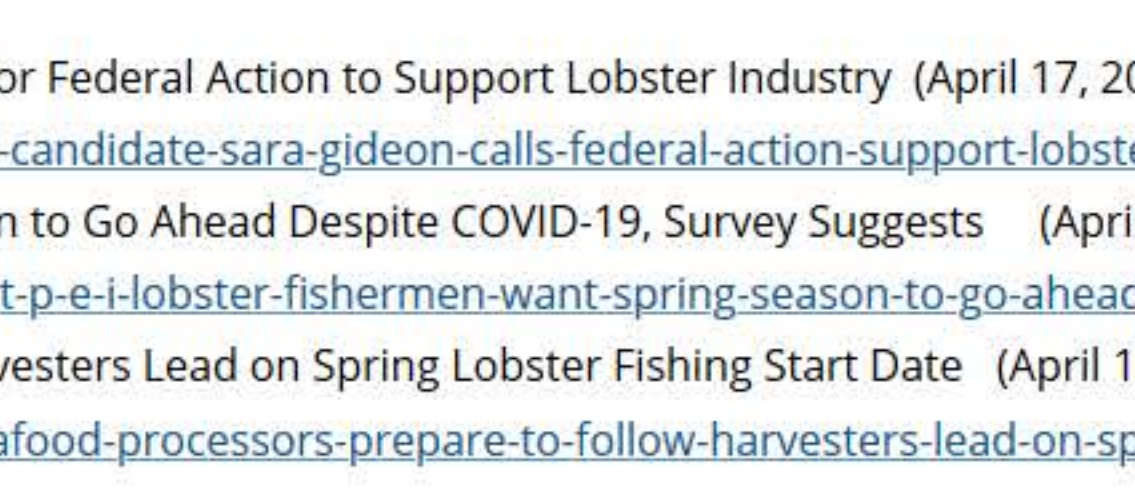 or Federal Action to Support Lobster Industry (April 17, 20
-candidate-sara-gideon-calls-federal-action-support-lobste
n to Go Ahead Despite COVID-19, Survey Suggests (Apri
t-p-e-i-lobster-fishermen-want-spring-season-to-go-ahead
vesters Lead on Spring Lobster Fishing Start Date (April 1
afood-processors-prepare-to-follow-harvesters-lead-on-sp